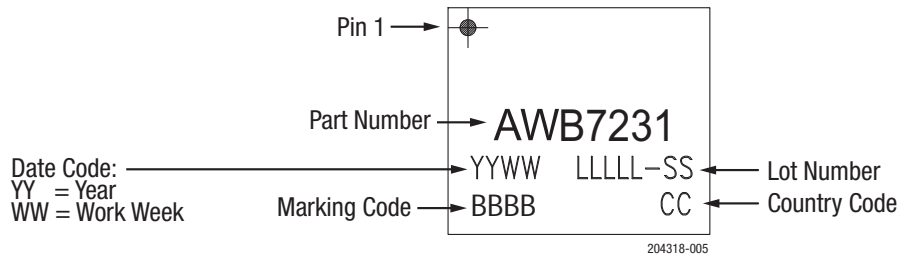 Pin 1
Part Number
AWB7231
Date Code:
YY = Year
WW = Work Week
YYWW LLLLL-SS
Lot Number
Marking Code
BBBB CC
Country Code
204318-005